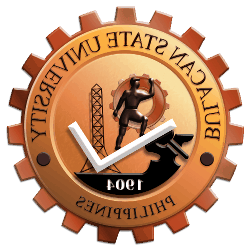 BULACAN STATE UNIVERSITY
1904
PHILIPPINES